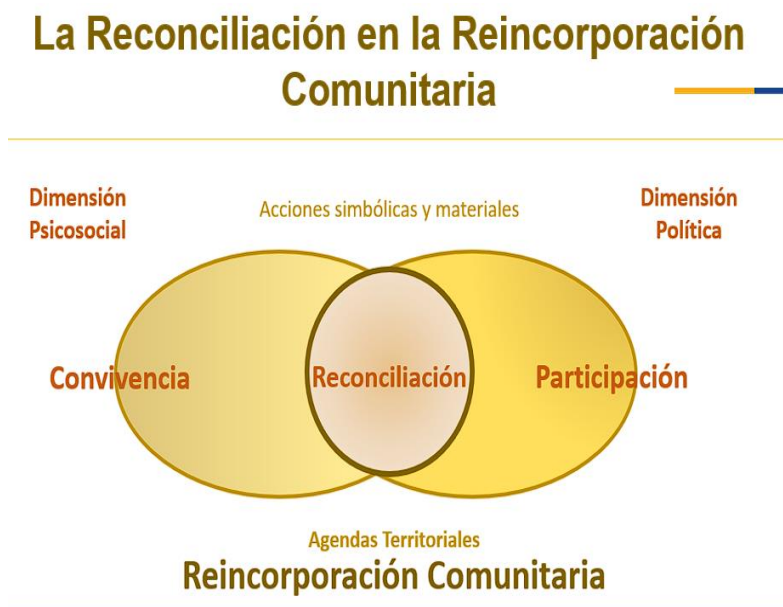 La Reconciliación en la Reincorporación
Comunitaria
Dimensión
Psicosocial
Acciones simbólicas y materiales
Dimensión
Política
Convivencia
Reconciliación
Participación
Agendas Territoriales
Reincorporación Comunitaria